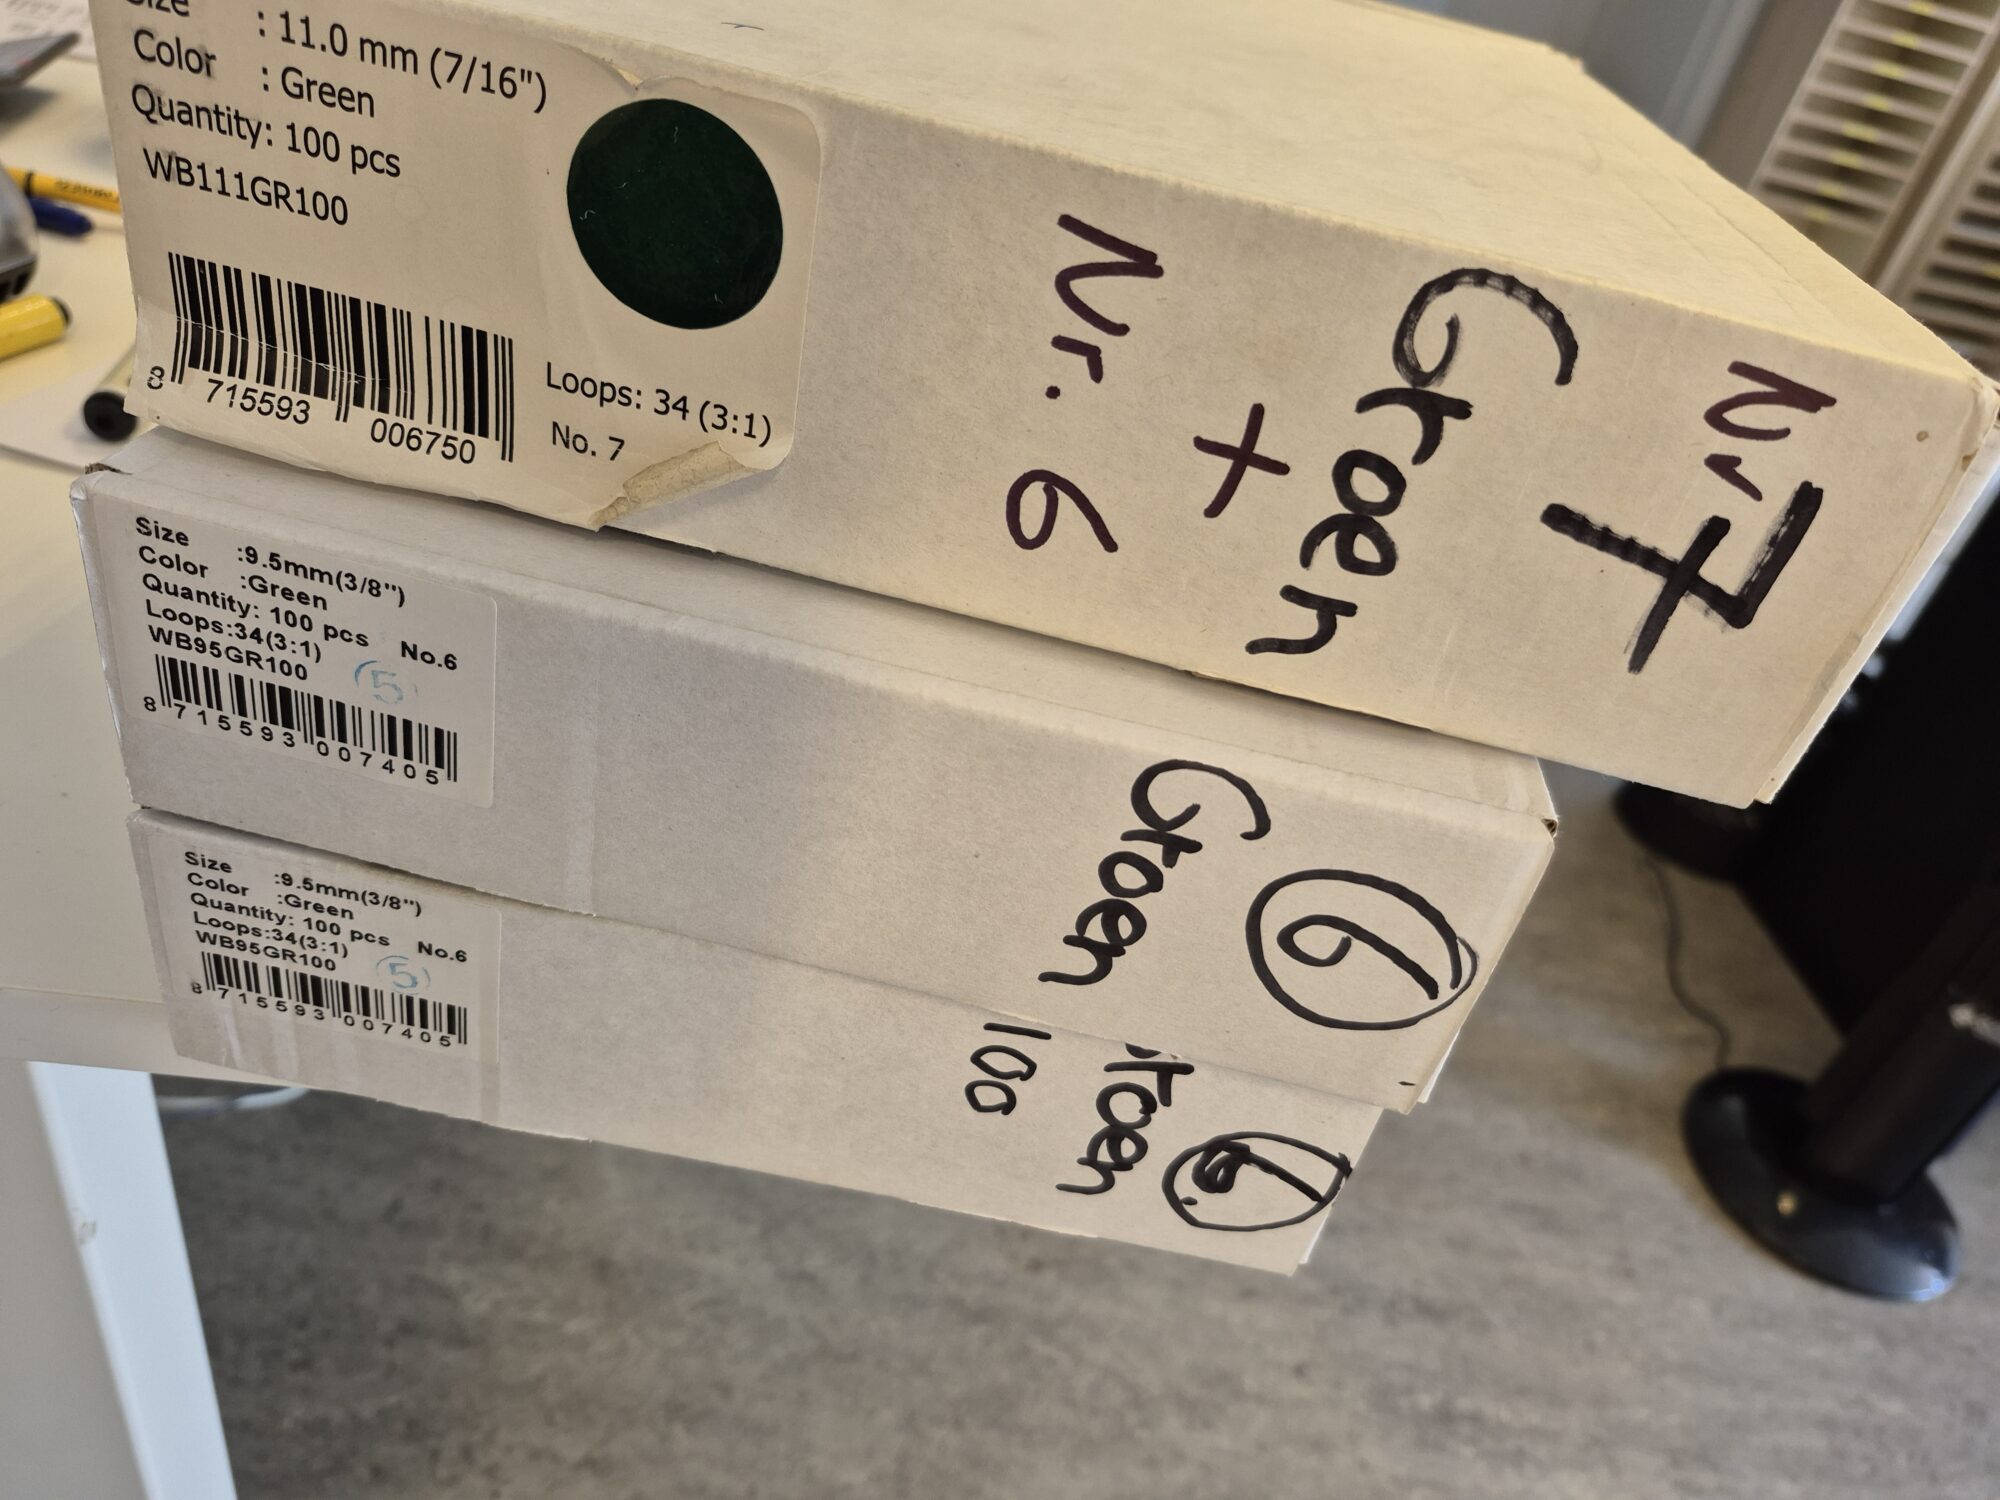 Size : 11.0 mm (7/16")
Color : Green
Quantity: 100 pcs
WB111GR100
8 715593 006750
Loops: 34 (3:1)
No. 7
Nr 7
Groen
+
Nr. 6
Size :9.5mm(3/8")
Color :Green
Quantity: 100 pcs
Loops:34(3:1) No.6
WB95GR100
5
8 715593 007405
6
Groen
Size :9.5mm(3/8")
Color :Green
Quantity: 100 pcs
Loops:34(3:1) No.6
WB95GR100
5
8 715593 007405
6.
Groen
100